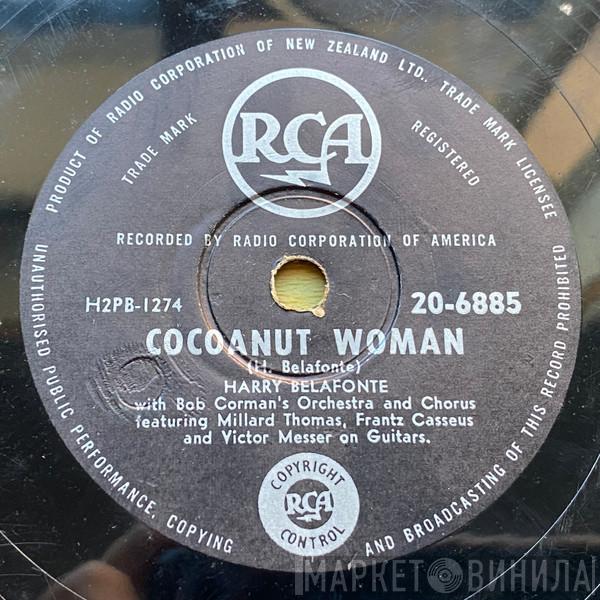 PRODUCT OF RADIO CORPORATION OF NEW ZEALAND LTD. TRADE MARK LICENSEE
RCA
TRADE MARK
REGISTERED
RECORDED BY RADIO CORPORATION OF AMERICA
H2PB-1274
20-6885
COCOANUT WOMAN
(H. Belafonte)
HARRY BELAFONTE
with Bob Corman's Orchestra and Chorus
featuring Millard Thomas, Frantz Casseus
and Victor Messer on Guitars.
COPYRIGHT
RCA
CONTROL
UNAUTHORISED PUBLIC PERFORMANCE, COPYING AND BROADCASTING OF THIS RECORD PROHIBITED
МАРКЕТ ВИНИЛА